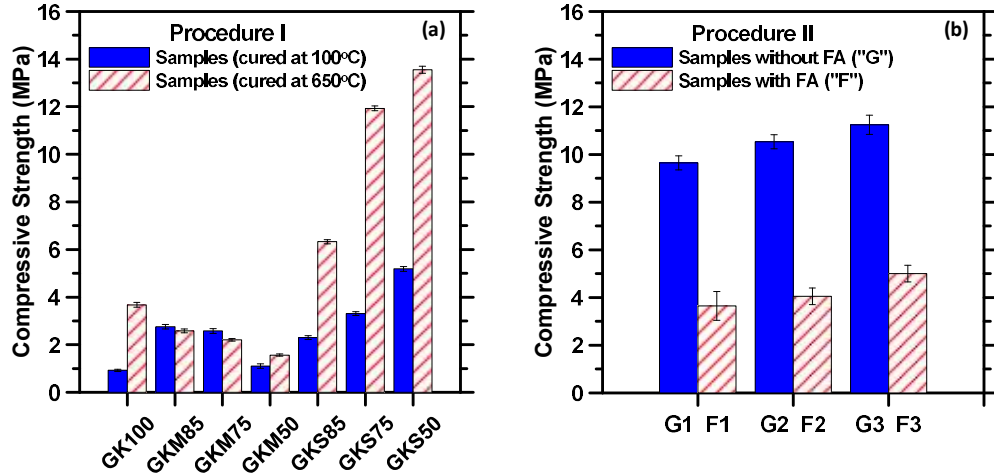 Procedure I
(a)
Samples (cured at 100ºC)
Samples (cured at 650ºC)
Compressive Strength (MPa)
16
14
12
10
8
6
4
2
0
GK100
GKM85
GKM75
GKM50
GKS85
GKS75
GKS50
Procedure II
(b)
Samples without FA ("G")
Samples with FA ("F")
Compressive Strength (MPa)
16
14
12
10
8
6
4
2
0
G1 F1
G2 F2
G3 F3